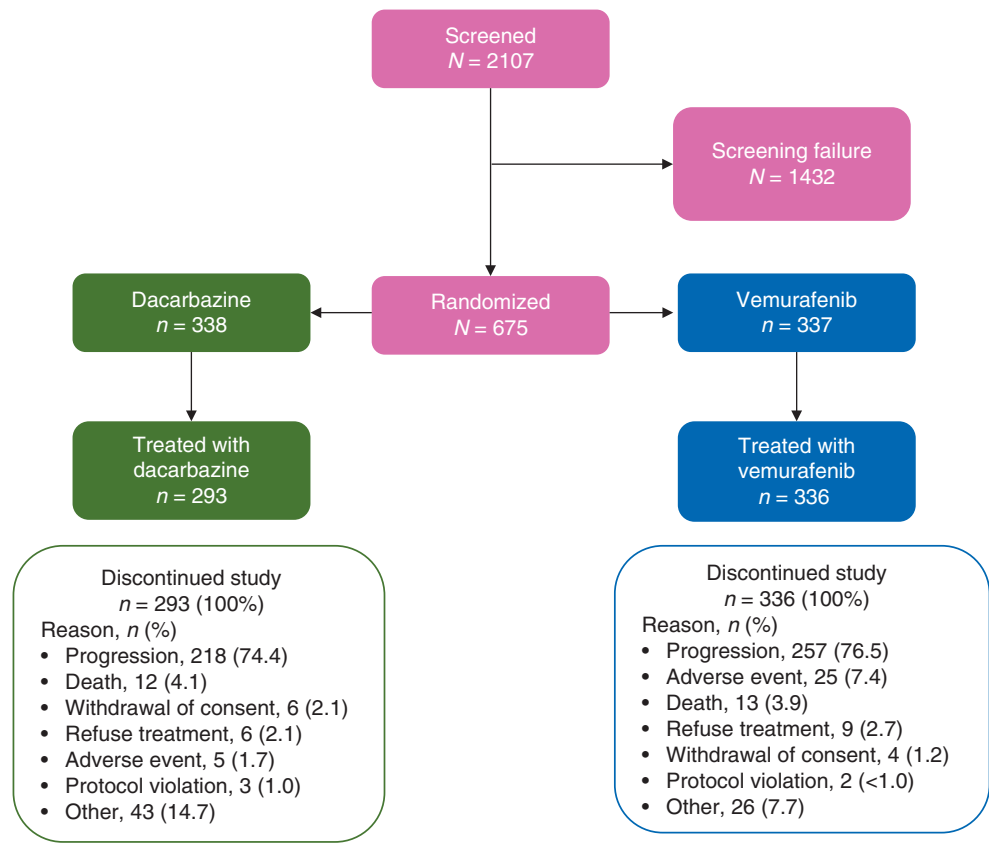 Screened
N = 2107
Screening failure
N = 1432
Dacarbazine
n = 338
Randomized
N = 675
Vemurafenib
n = 337
Treated with
dacarbazine
n = 293
Treated with
vemurafenib
n = 336
Discontinued study
n = 293 (100%)
Reason, n (%)
• Progression, 218 (74.4)
• Death, 12 (4.1)
• Withdrawal of consent, 6 (2.1)
• Refuse treatment, 6 (2.1)
• Adverse event, 5 (1.7)
• Protocol violation, 3 (1.0)
• Other, 43 (14.7)
Discontinued study
n = 336 (100%)
Reason, n (%)
• Progression, 257 (76.5)
• Adverse event, 25 (7.4)
• Death, 13 (3.9)
• Refuse treatment, 9 (2.7)
• Withdrawal of consent, 4 (1.2)
• Protocol violation, 2 (<1.0)
• Other, 26 (7.7)